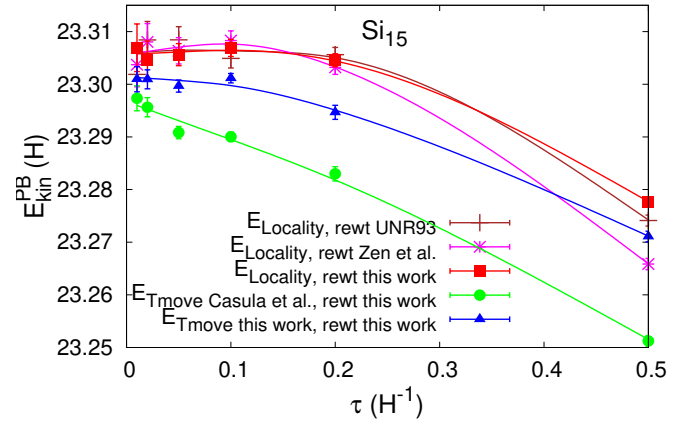 Si15
23.31
23.30
23.29
23.28
23.27
23.26
23.25
E_kin^PB (H)
E_Locality, rewt UNR93
E_Locality, rewt Zen et al.
E_Locality, rewt this work
E_Tmove Casula et al., rewt this work
E_Tmove this work, rewt this work
0 0.1 0.2 0.3 0.4 0.5
τ (H^-1)